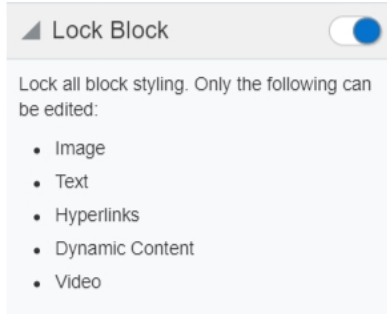 Lock Block
Lock all block styling. Only the following can
be edited:
Image
Text
Hyperlinks
Dynamic Content
Video